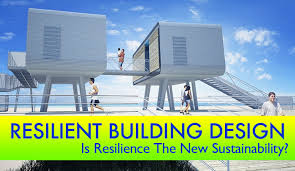 RESILIENT BUILDING DESIGN
Is Resilience The New Sustainability?